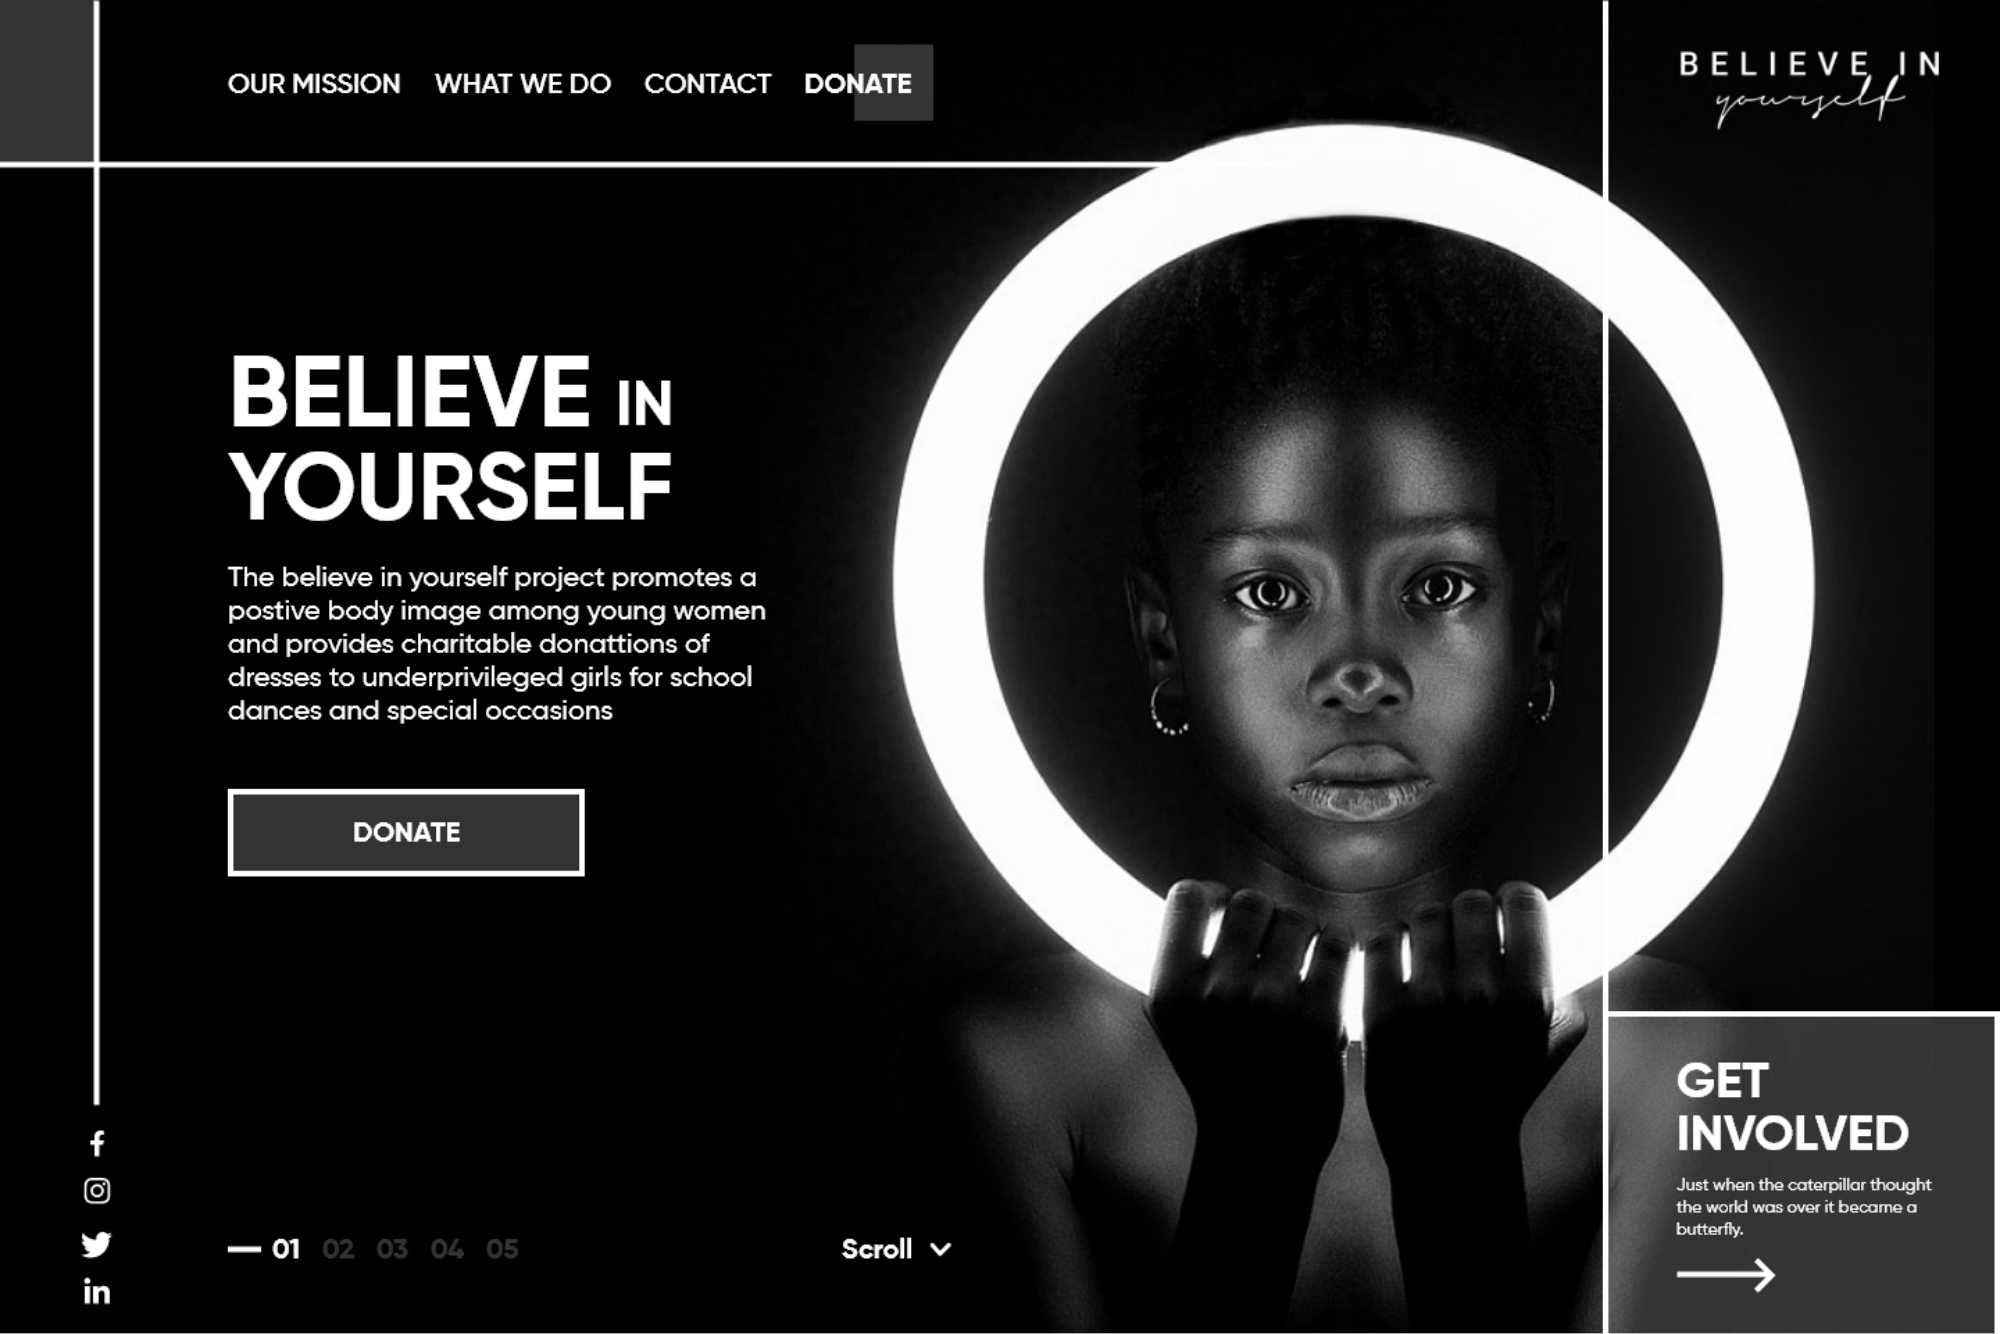 OUR MISSION WHAT WE DO CONTACT DONATE
BELIEVE IN
yourself
BELIEVE IN
YOURSELF
The believe in yourself project promotes a
postive body image among young women
and provides charitable donattions of
dresses to underprivileged girls for school
dances and special occasions
DONATE
01 02 03 04 05
Scroll
GET
INVOLVED
Just when the caterpillar thought
the world was over it became a
butterfly.